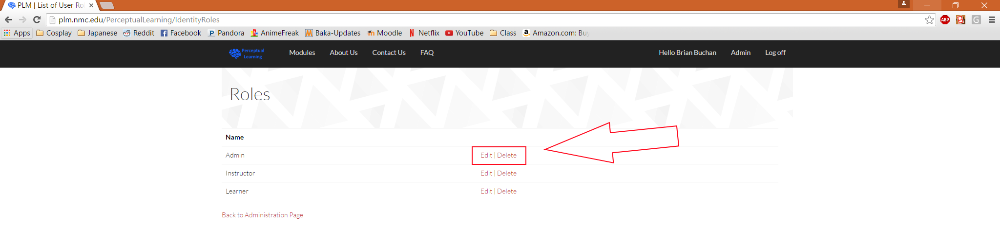 PLM | List of User Ro
plm.nmc.edu/PerceptualLearning/IdentityRoles
ABP
G
Apps Cosplay Japanese Reddit Facebook Pandora AnimeFreak Baka-Updates Moodle Netflix YouTube Class Amazon.com: Bu
Perceptual
Learning
Modules About Us Contact Us FAQ Hello Brian Buchan Admin Log off
Roles
Name
Admin Edit | Delete
Instructor Edit | Delete
Learner Edit | Delete
Back to Administration Page